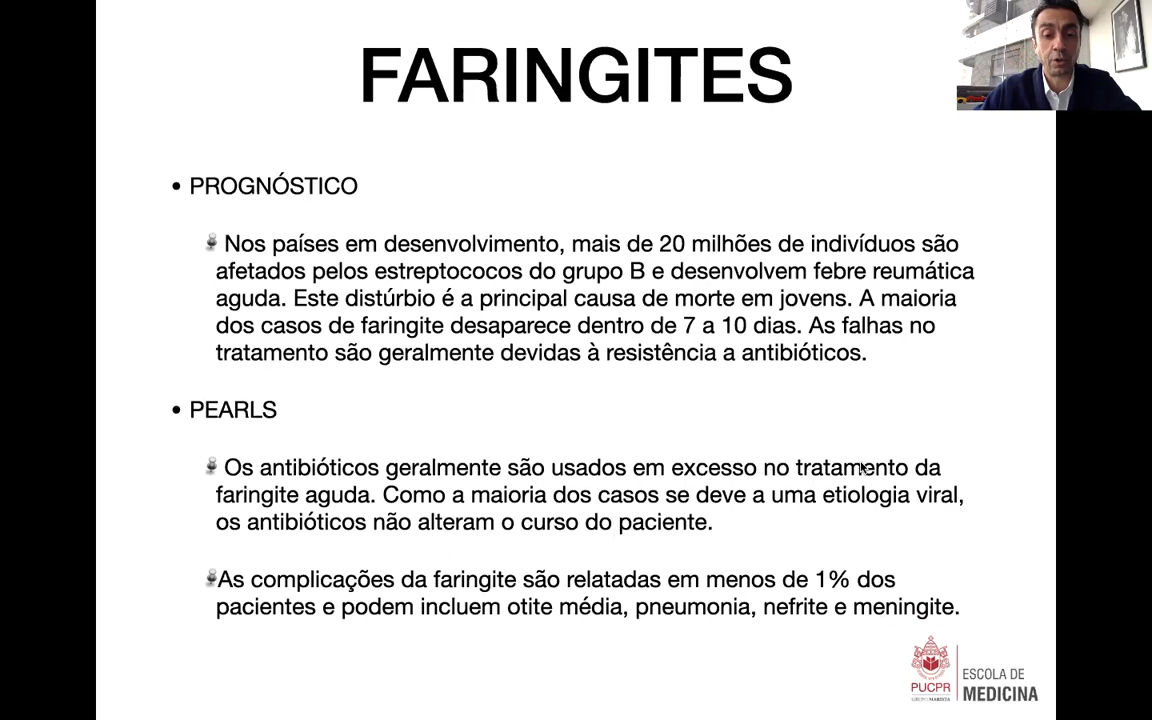 FARINGITES
• PROGNÓSTICO
Nos países em desenvolvimento, mais de 20 milhões de indivíduos são
afetados pelos estreptococos do grupo B e desenvolvem febre reumática
aguda. Este distúrbio é a principal causa de morte em jovens. A maioria
dos casos de faringite desaparece dentro de 7 a 10 dias. As falhas no
tratamento são geralmente devidas à resistência a antibióticos.
• PEARLS
Os antibióticos geralmente são usados em excesso no tratamento da
faringite aguda. Como a maioria dos casos se deve a uma etiologia viral,
os antibióticos não alteram o curso do paciente.
As complicações da faringite são relatadas em menos de 1% dos
pacientes e podem incluem otite média, pneumonia, nefrite e meningite.
PUCPR
GRUPO MARISTA
ESCOLA DE
MEDICINA